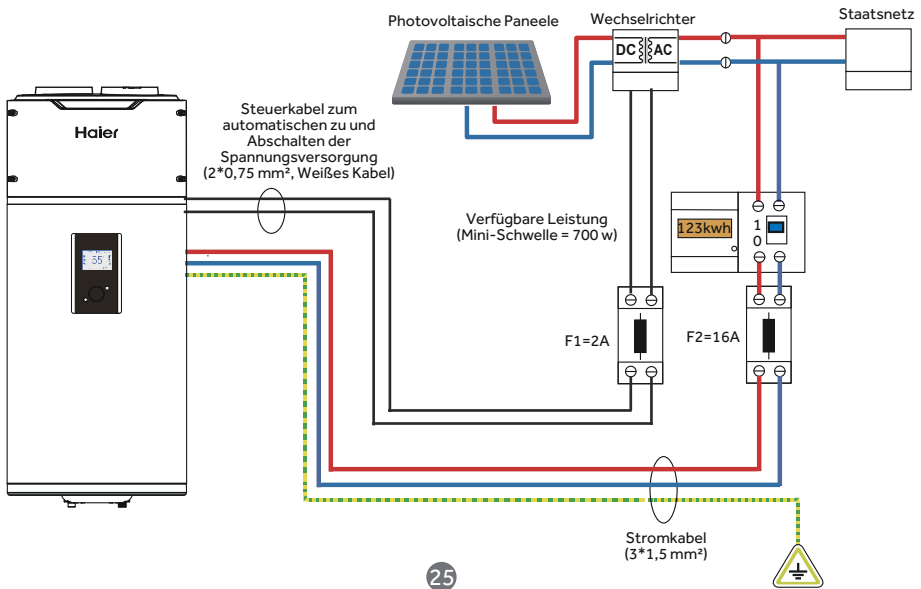 Photovoltaische Paneele
Wechselrichter
Staatsnetz
DC AC
Haier
Steuerkabel zum
automatischen zu und
Abschalten der
Spannungsversorgung
(2*0,75 mm², Weißes Kabel)
Verfügbare Leistung
(Mini-Schwelle = 700 w)
123kwh
1
0
55
F1=2A
F2=16A
Stromkabel
(3*1,5 mm²)
25